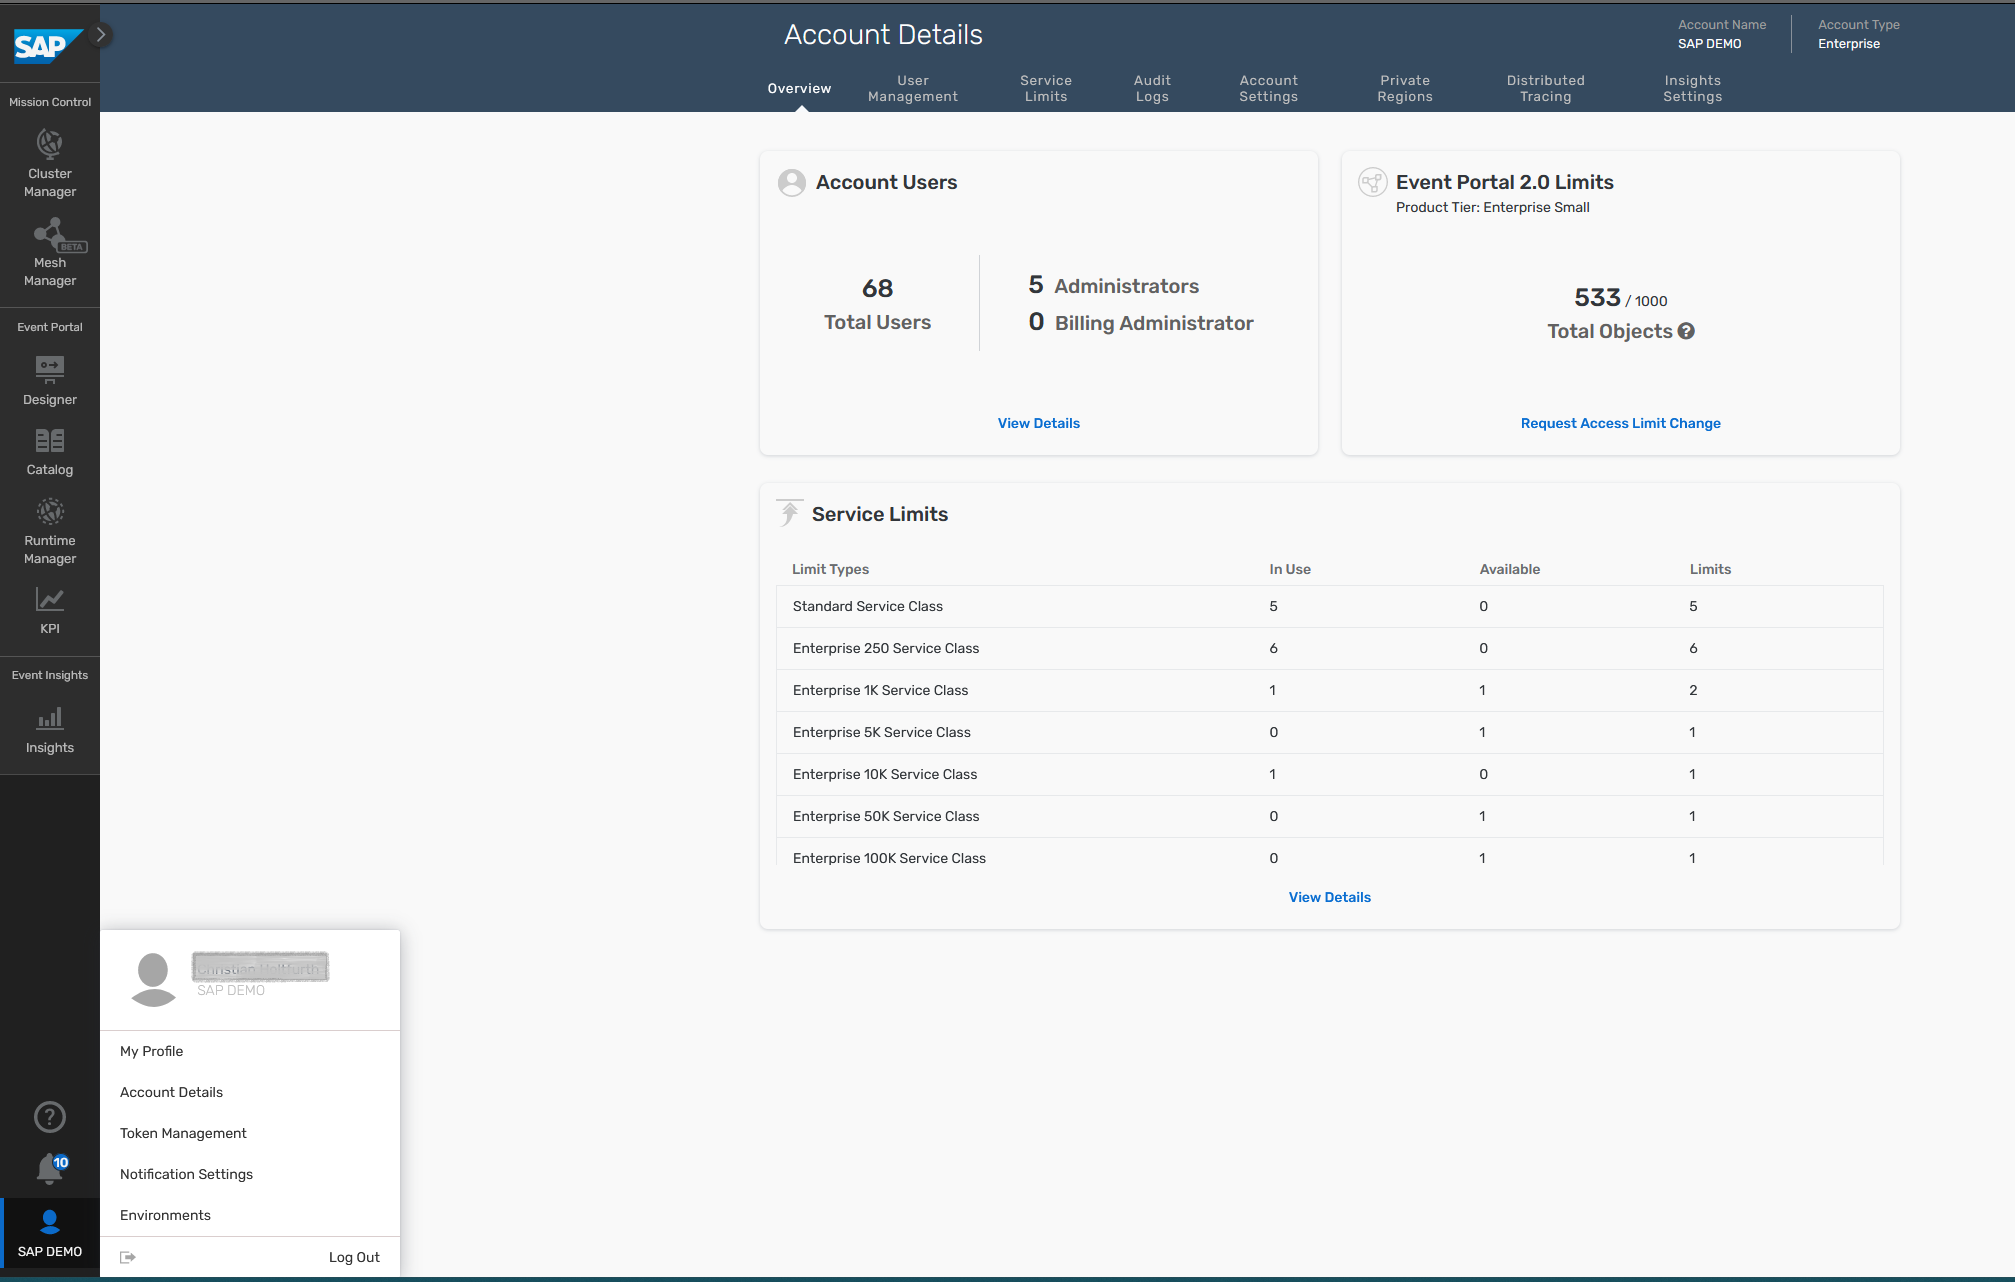 SAP
Account Details
Account Name
SAP DEMO
Account Type
Enterprise
Overview
User
Management
Service
Limits
Audit
Logs
Account
Settings
Private
Regions
Distributed
Tracing
Insights
Settings
Mission Control
Cluster
Manager
BETA
Mesh
Manager
Event Portal
Designer
Catalog
Runtime
Manager
KPI
Event Insights
Insights
Account Users
68
Total Users
5 Administrators
0 Billing Administrator
View Details
Event Portal 2.0 Limits
Product Tier: Enterprise Small
533 / 1000
Total Objects ?
Request Access Limit Change
Service Limits
Limit Types In Use Available Limits
Standard Service Class 5 0 5
Enterprise 250 Service Class 6 0 6
Enterprise 1K Service Class 1 1 2
Enterprise 5K Service Class 0 1 1
Enterprise 10K Service Class 1 0 1
Enterprise 50K Service Class 0 1 1
Enterprise 100K Service Class 0 1 1
View Details
SAP DEMO
My Profile
Account Details
Token Management
Notification Settings
Environments
Log Out
?
10
SAP DEMO